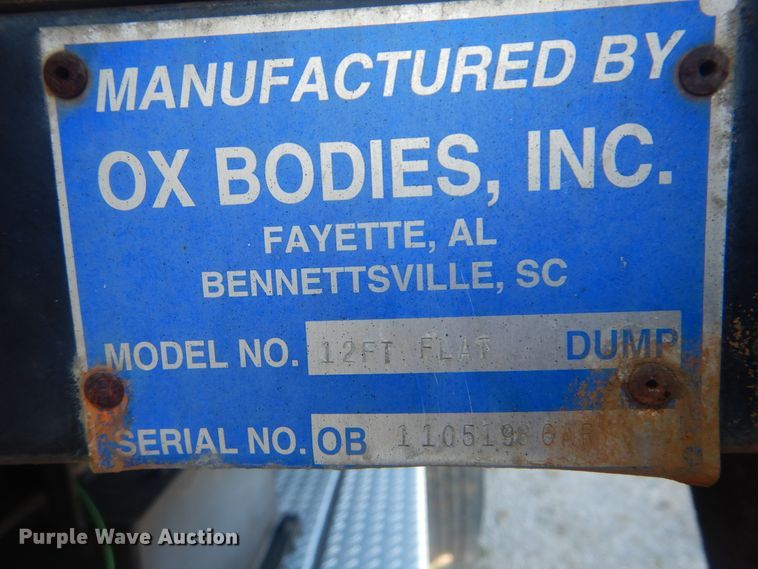 MANUFACTURED BY
OX BODIES, INC.
FAYETTE, AL
BENNETTSVILLE, SC
MODEL NO. 12FT FLAT DUMP
SERIAL NO. OB
Purple Wave Auction